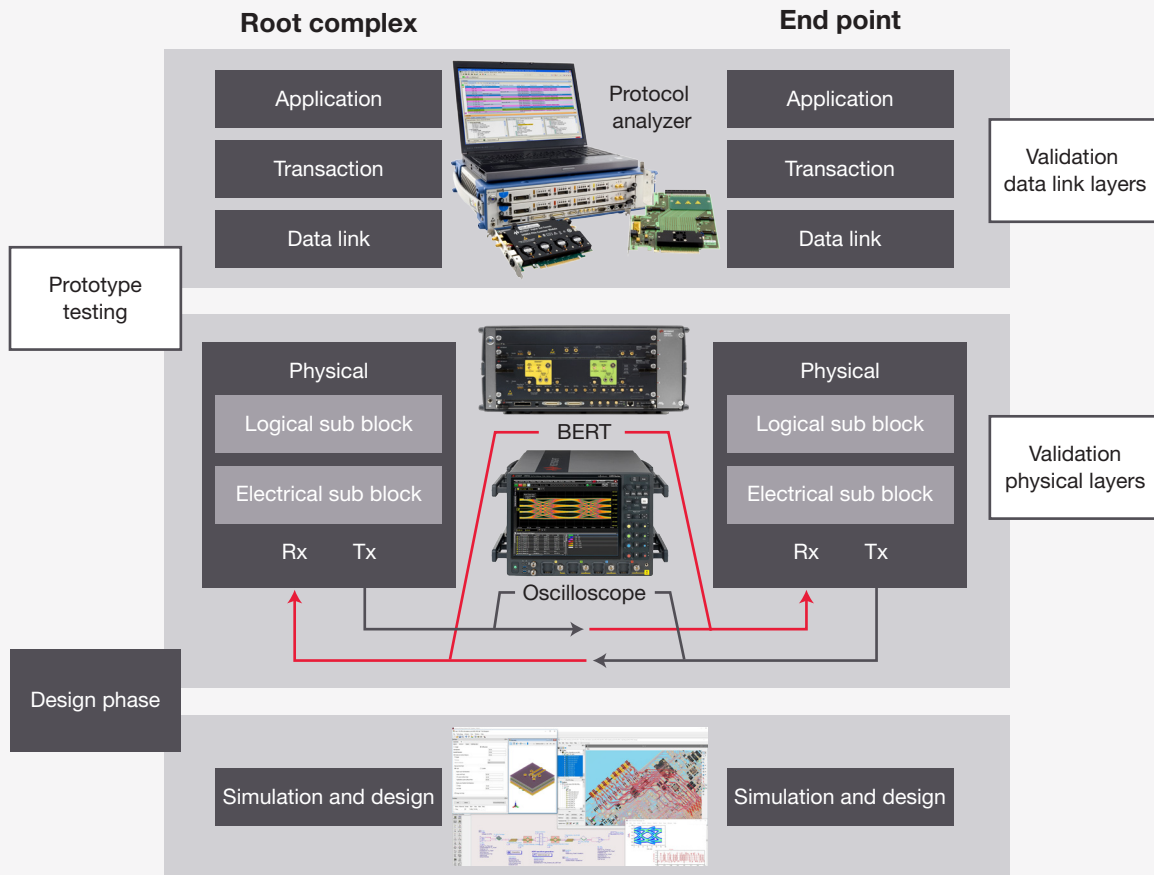 Root complex
End point
Application
Protocol
analyzer
Application
Transaction
Transaction
Validation
data link layers
Data link
Data link
Prototype
testing
Physical
Physical
Logical sub block
Logical sub block
BERT
Electrical sub block
Electrical sub block
Validation
physical layers
Rx
Tx
Rx
Tx
Oscilloscope
Design phase
Simulation and design
Simulation and design